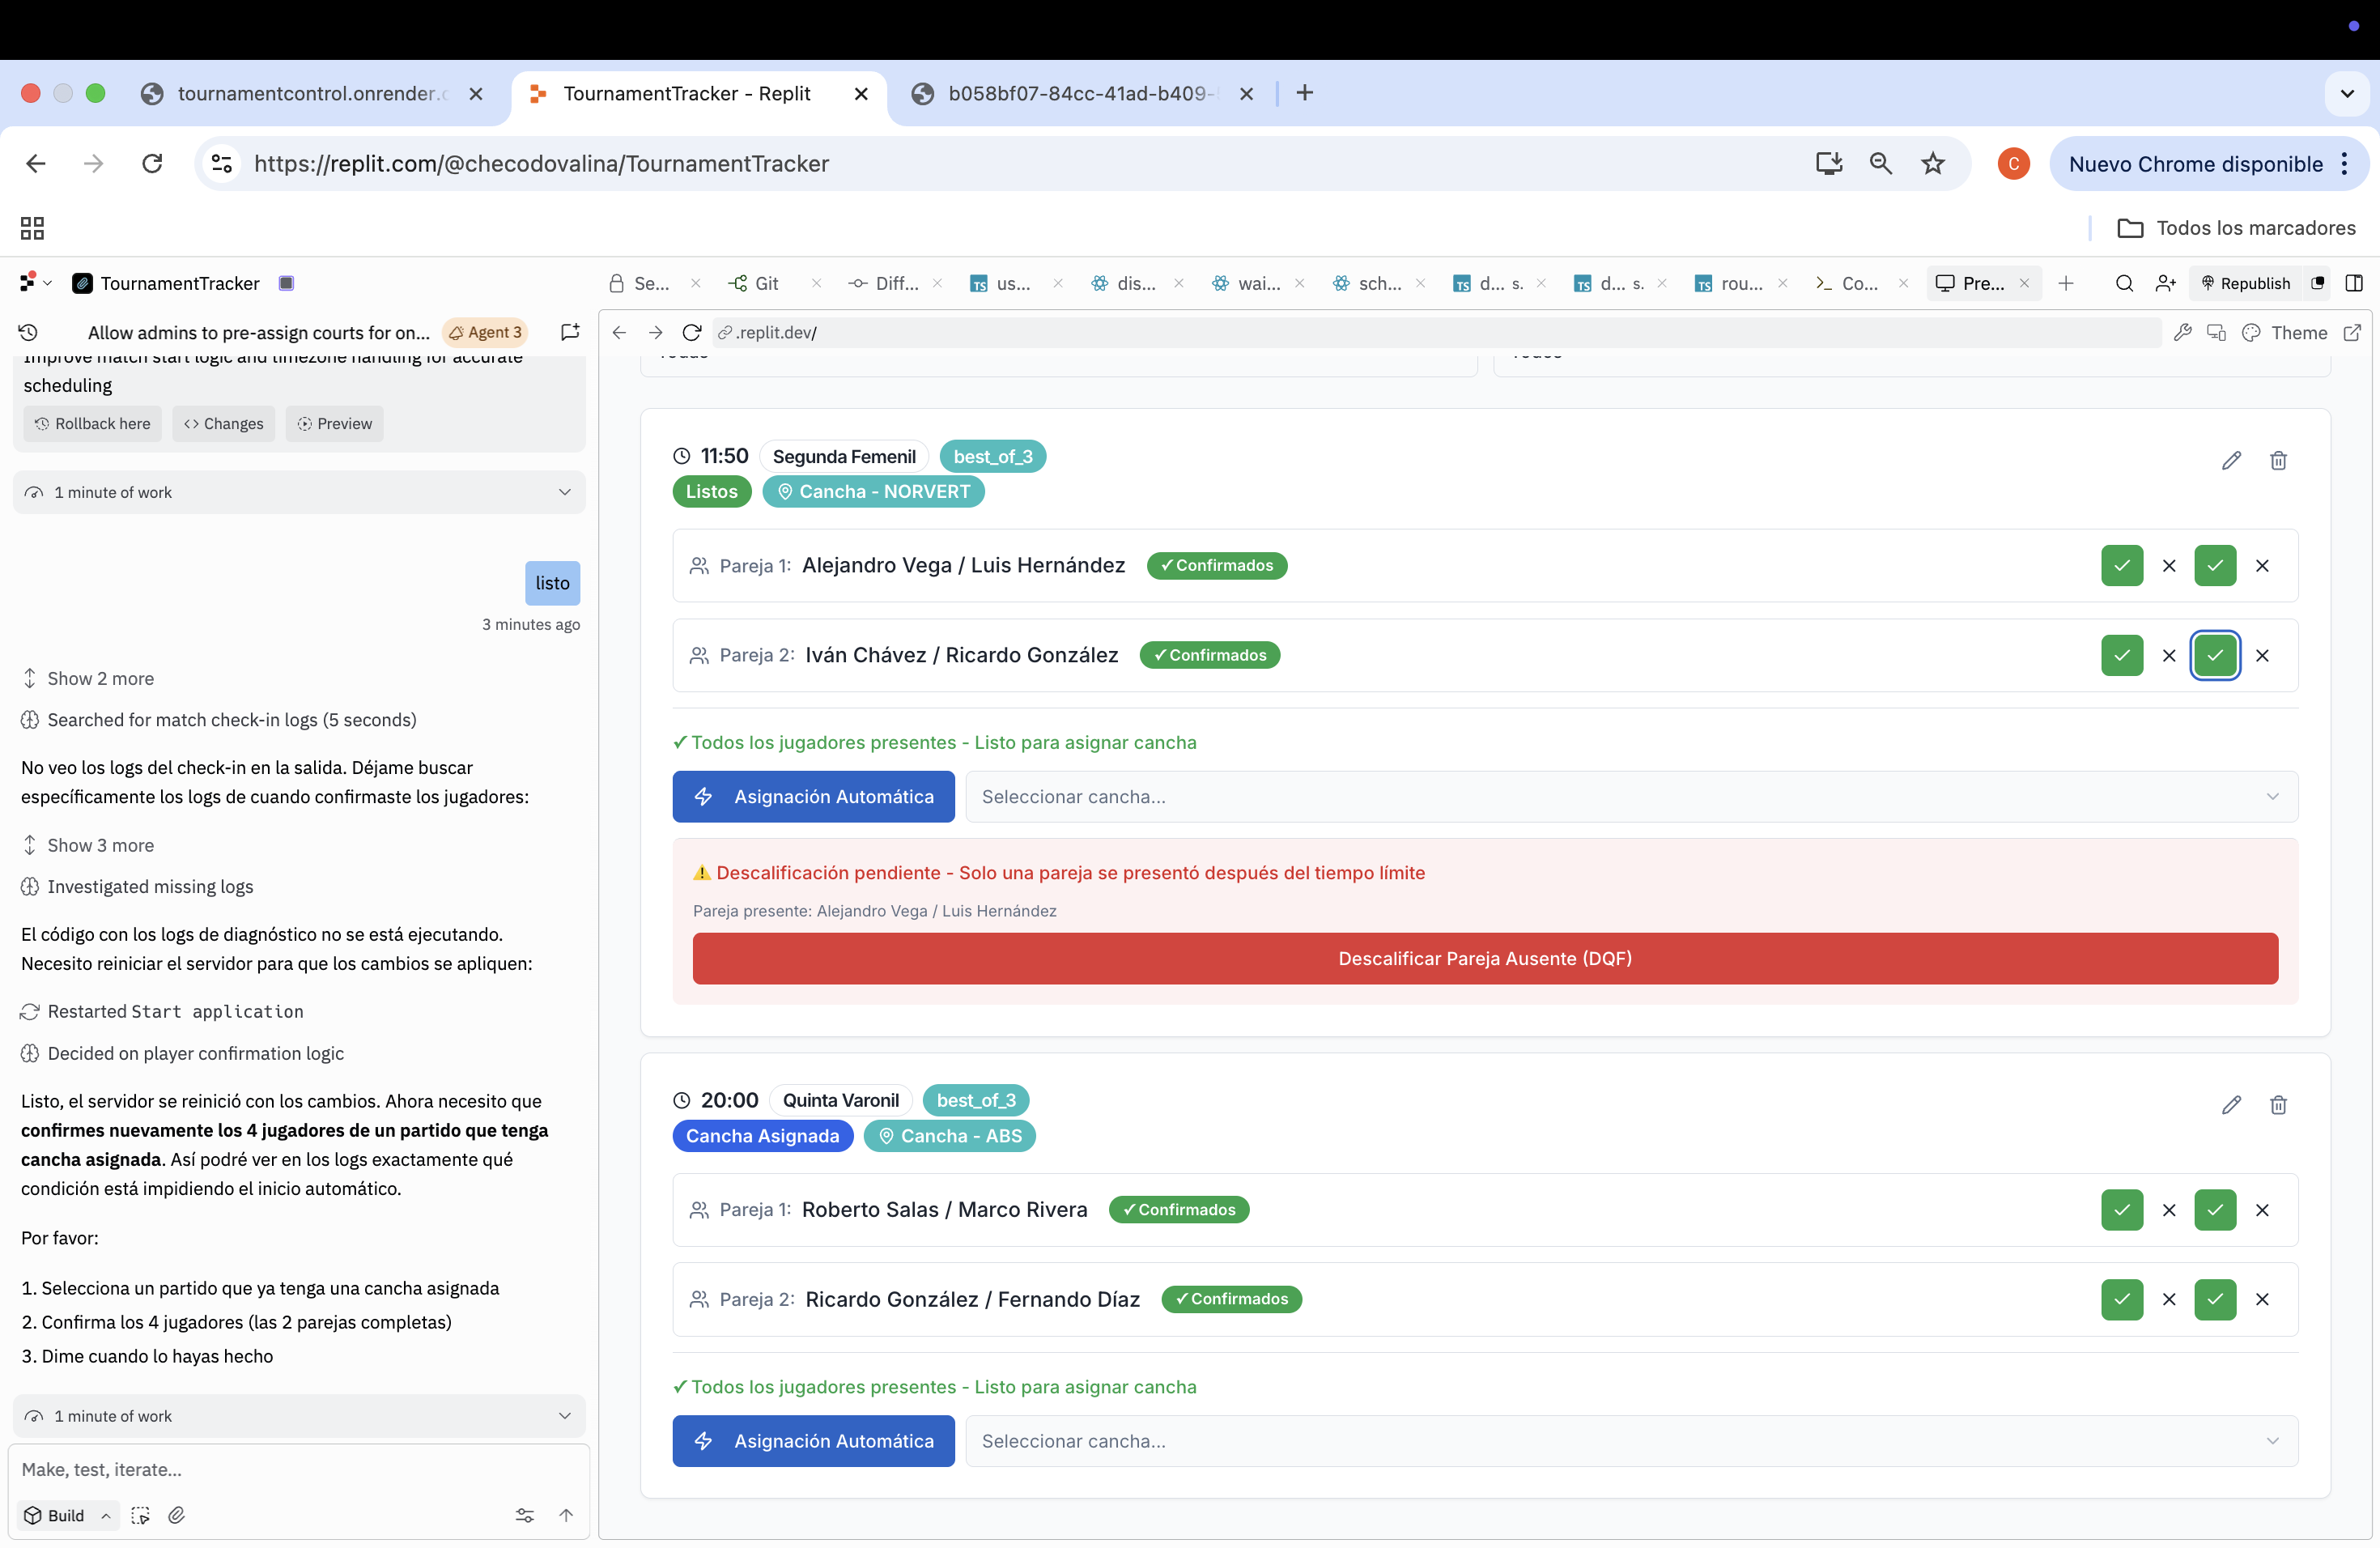 tournamentcontrol.onrender.c
TournamentTracker - Replit
b058bf07-84cc-41ad-b409-
https://replit.com/@checodovalina/TournamentTracker
C
Nuevo Chrome disponible
Todos los marcadores
TournamentTracker
Se...
Git
Diff...
TS us...
dis...
wai...
sch...
TS d... s.
TS d... s.
TS rou...
Co...
Pre...
Republish
Allow admins to pre-assign courts for on...
Agent 3
.replit.dev/
Theme
Improve match start logic and timezone handling for accurate
scheduling
Rollback here
Changes
Preview
1 minute of work
listo
3 minutes ago
Show 2 more
Searched for match check-in logs (5 seconds)
No veo los logs del check-in en la salida. Déjame buscar
específicamente los logs de cuando confirmaste los jugadores:
Show 3 more
Investigated missing logs
El código con los logs de diagnóstico no se está ejecutando.
Necesito reiniciar el servidor para que los cambios se apliquen:
Restarted Start application
Decided on player confirmation logic
Listo, el servidor se reinició con los cambios. Ahora necesito que
confirmes nuevamente los 4 jugadores de un partido que tenga
cancha asignada. Así podré ver en los logs exactamente qué
condición está impidiendo el inicio automático.
Por favor:
1. Selecciona un partido que ya tenga una cancha asignada
2. Confirma los 4 jugadores (las 2 parejas completas)
3. Dime cuando lo hayas hecho
1 minute of work
Make, test, iterate...
Build
11:50 Segunda Femenil best_of_3
Listos Cancha - NORVERT
Pareja 1: Alejandro Vega / Luis Hernández ✓ Confirmados
Pareja 2: Iván Chávez / Ricardo González ✓ Confirmados
✓ Todos los jugadores presentes - Listo para asignar cancha
Asignación Automática
Seleccionar cancha...
⚠ Descalificación pendiente - Solo una pareja se presentó después del tiempo límite
Pareja presente: Alejandro Vega / Luis Hernández
Descalificar Pareja Ausente (DQF)
20:00 Quinta Varonil best_of_3
Cancha Asignada Cancha - ABS
Pareja 1: Roberto Salas / Marco Rivera ✓ Confirmados
Pareja 2: Ricardo González / Fernando Díaz ✓ Confirmados
✓ Todos los jugadores presentes - Listo para asignar cancha
Asignación Automática
Seleccionar cancha...